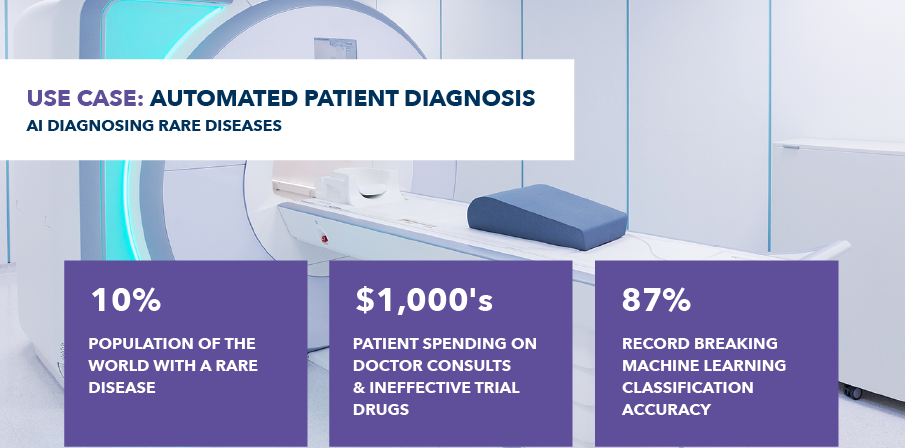 USE CASE: AUTOMATED PATIENT DIAGNOSIS
AI DIAGNOSING RARE DISEASES
10%
POPULATION OF THE
WORLD WITH A RARE
DISEASE
$1,000's
PATIENT SPENDING ON
DOCTOR CONSULTS
& INEFFECTIVE TRIAL
DRUGS
87%
RECORD BREAKING
MACHINE LEARNING
CLASSIFICATION
ACCURACY